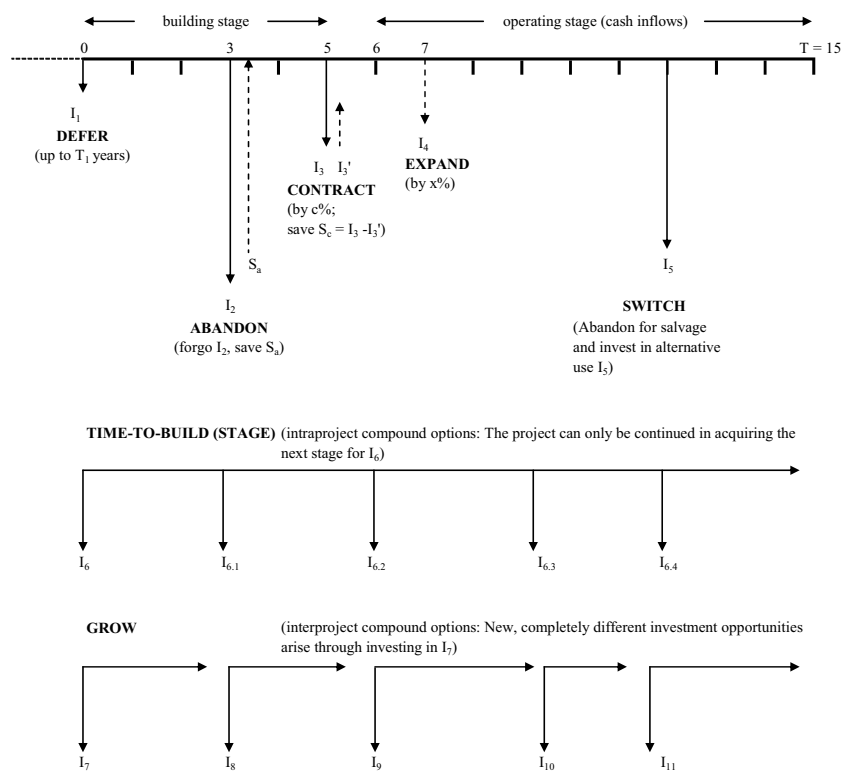 building stage
operating stage (cash inflows)
0 3 5 6 7 T = 15
I₁
DEFER
(up to T₁ years)
I₃ I₃'
CONTRACT
(by c%;
save S꜀ = I₃ -I₃')
I₄
EXPAND
(by x%)
Sₐ
I₂
ABANDON
(forgo I₂, save Sₐ)
I₅
SWITCH
(Abandon for salvage
and invest in alternative
use I₅)
TIME-TO-BUILD (STAGE) (intraproject compound options: The project can only be continued in acquiring the
next stage for I₆)
I₆ I₆.₁ I₆.₂ I₆.₃ I₆.₄
GROW (interproject compound options: New, completely different investment opportunities
arise through investing in I₇)
I₇ I₈ I₉ I₁₀ I₁₁